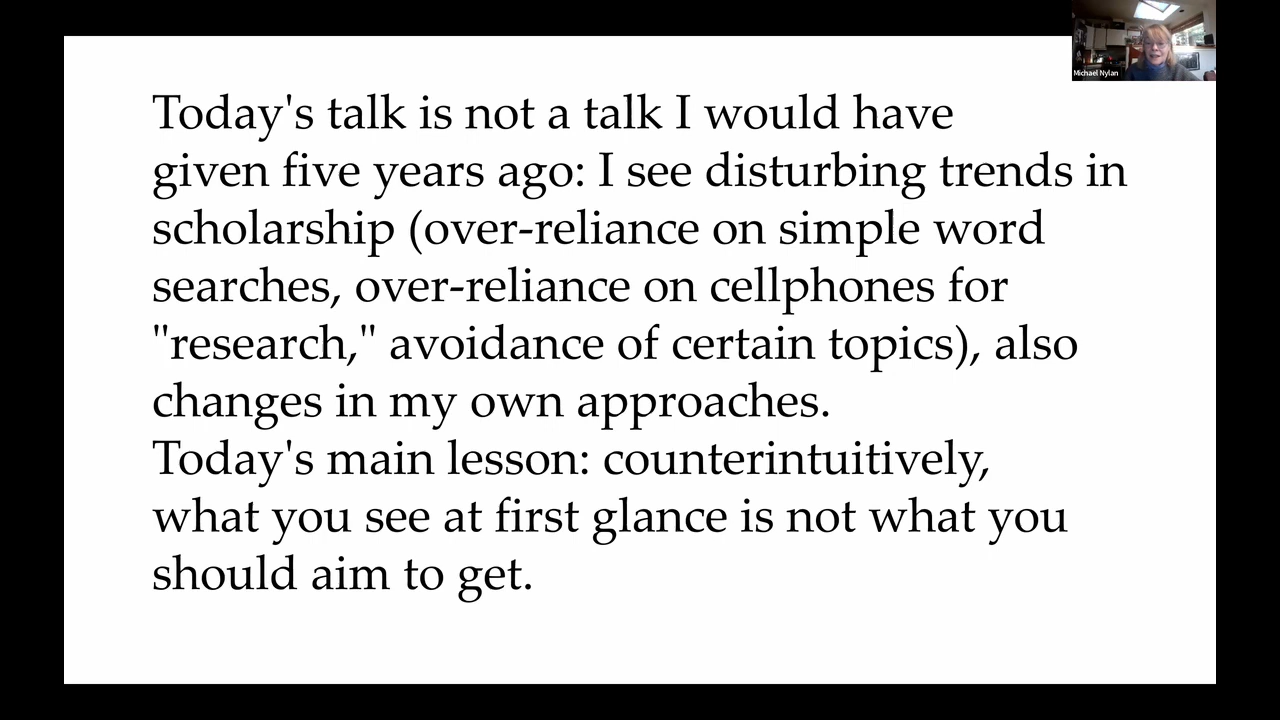 Michael Nylan
Today's talk is not a talk I would have
given five years ago: I see disturbing trends in
scholarship (over-reliance on simple word
searches, over-reliance on cellphones for
"research," avoidance of certain topics), also
changes in my own approaches.
Today's main lesson: counterintuitively,
what you see at first glance is not what you
should aim to get.